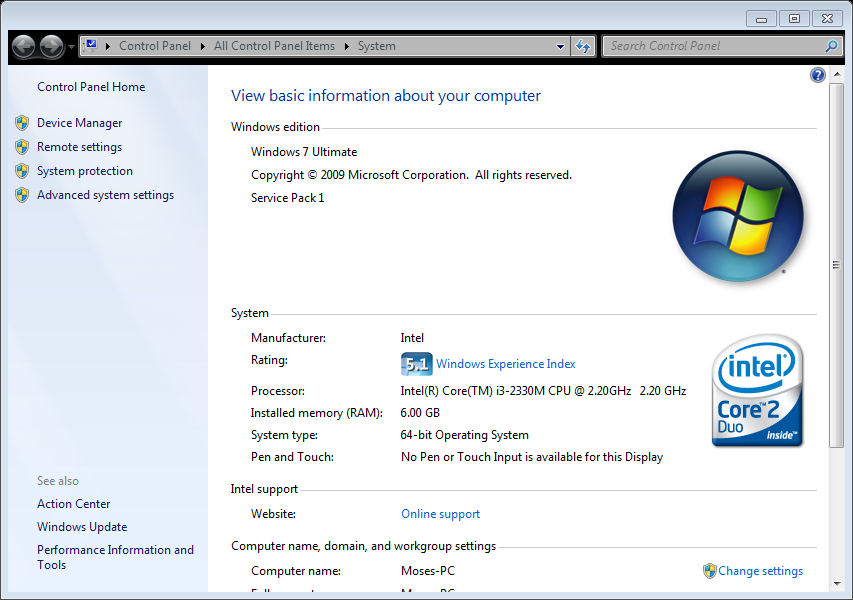 Control Panel All Control Panel Items System
Search Control Panel
Control Panel Home
Device Manager
Remote settings
System protection
Advanced system settings
See also
Action Center
Windows Update
Performance Information and
Tools
View basic information about your computer
Windows edition
Windows 7 Ultimate
Copyright © 2009 Microsoft Corporation. All rights reserved.
Service Pack 1
System
Manufacturer: Intel
Rating: 5.1 Windows Experience Index
Processor: Intel(R) Core(TM) i3-2330M CPU @ 2.20GHz 2.20 GHz
Installed memory (RAM): 6.00 GB
System type: 64-bit Operating System
Pen and Touch: No Pen or Touch Input is available for this Display
intel®
Core™2
Duo
inside™
Intel support
Website: Online support
Computer name, domain, and workgroup settings
Computer name: Moses-PC
Change settings